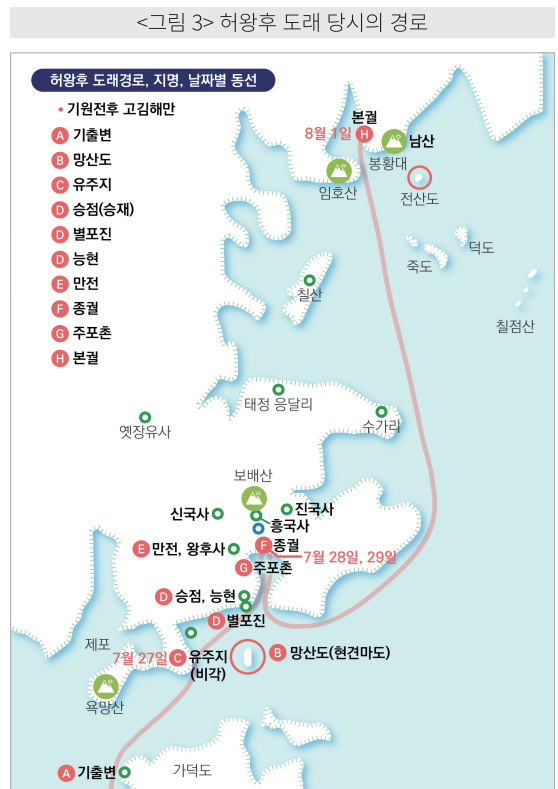 <그림 3> 허왕후 도래 당시의 경로
허왕후 도래경로, 지명, 날짜별 동선
• 기원전후 고김해만
A 기출변
B 망산도
C 유주지
D 승점(승재)
D 별포진
D 능현
E 만전
F 종궐
G 주포촌
H 본궐
본궐
8월 1일 H
남산
봉황대
임호산
전산도
덕도
죽도
칠산
칠점산
태정 응달리
수가리
옛장유사
보배산
신국사
진국사
흥국사
F 종궐
E 만전, 왕후사
7월 28일, 29일
G 주포촌
D 승점, 능현
D 별포진
제포
7월 27일 C 유주지
(비각)
B 망산도(현견마도)
욕망산
A 기출변
가덕도